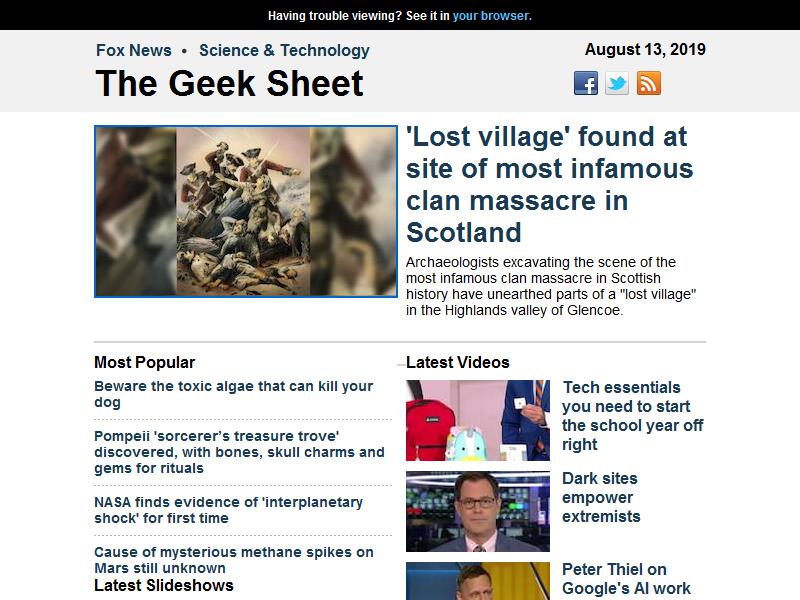 Having trouble viewing? See it in your browser.
Fox News • Science & Technology
August 13, 2019
The Geek Sheet
'Lost village' found at
site of most infamous
clan massacre in
Scotland
Archaeologists excavating the scene of the
most infamous clan massacre in Scottish
history have unearthed parts of a "lost village"
in the Highlands valley of Glencoe.
Most Popular
Beware the toxic algae that can kill your
dog
Pompeii 'sorcerer’s treasure trove'
discovered, with bones, skull charms and
gems for rituals
NASA finds evidence of 'interplanetary
shock' for first time
Cause of mysterious methane spikes on
Mars still unknown
Latest Slideshows
Latest Videos
Tech essentials
you need to start
the school year off
right
Dark sites
empower
extremists
Peter Thiel on
Google's AI work